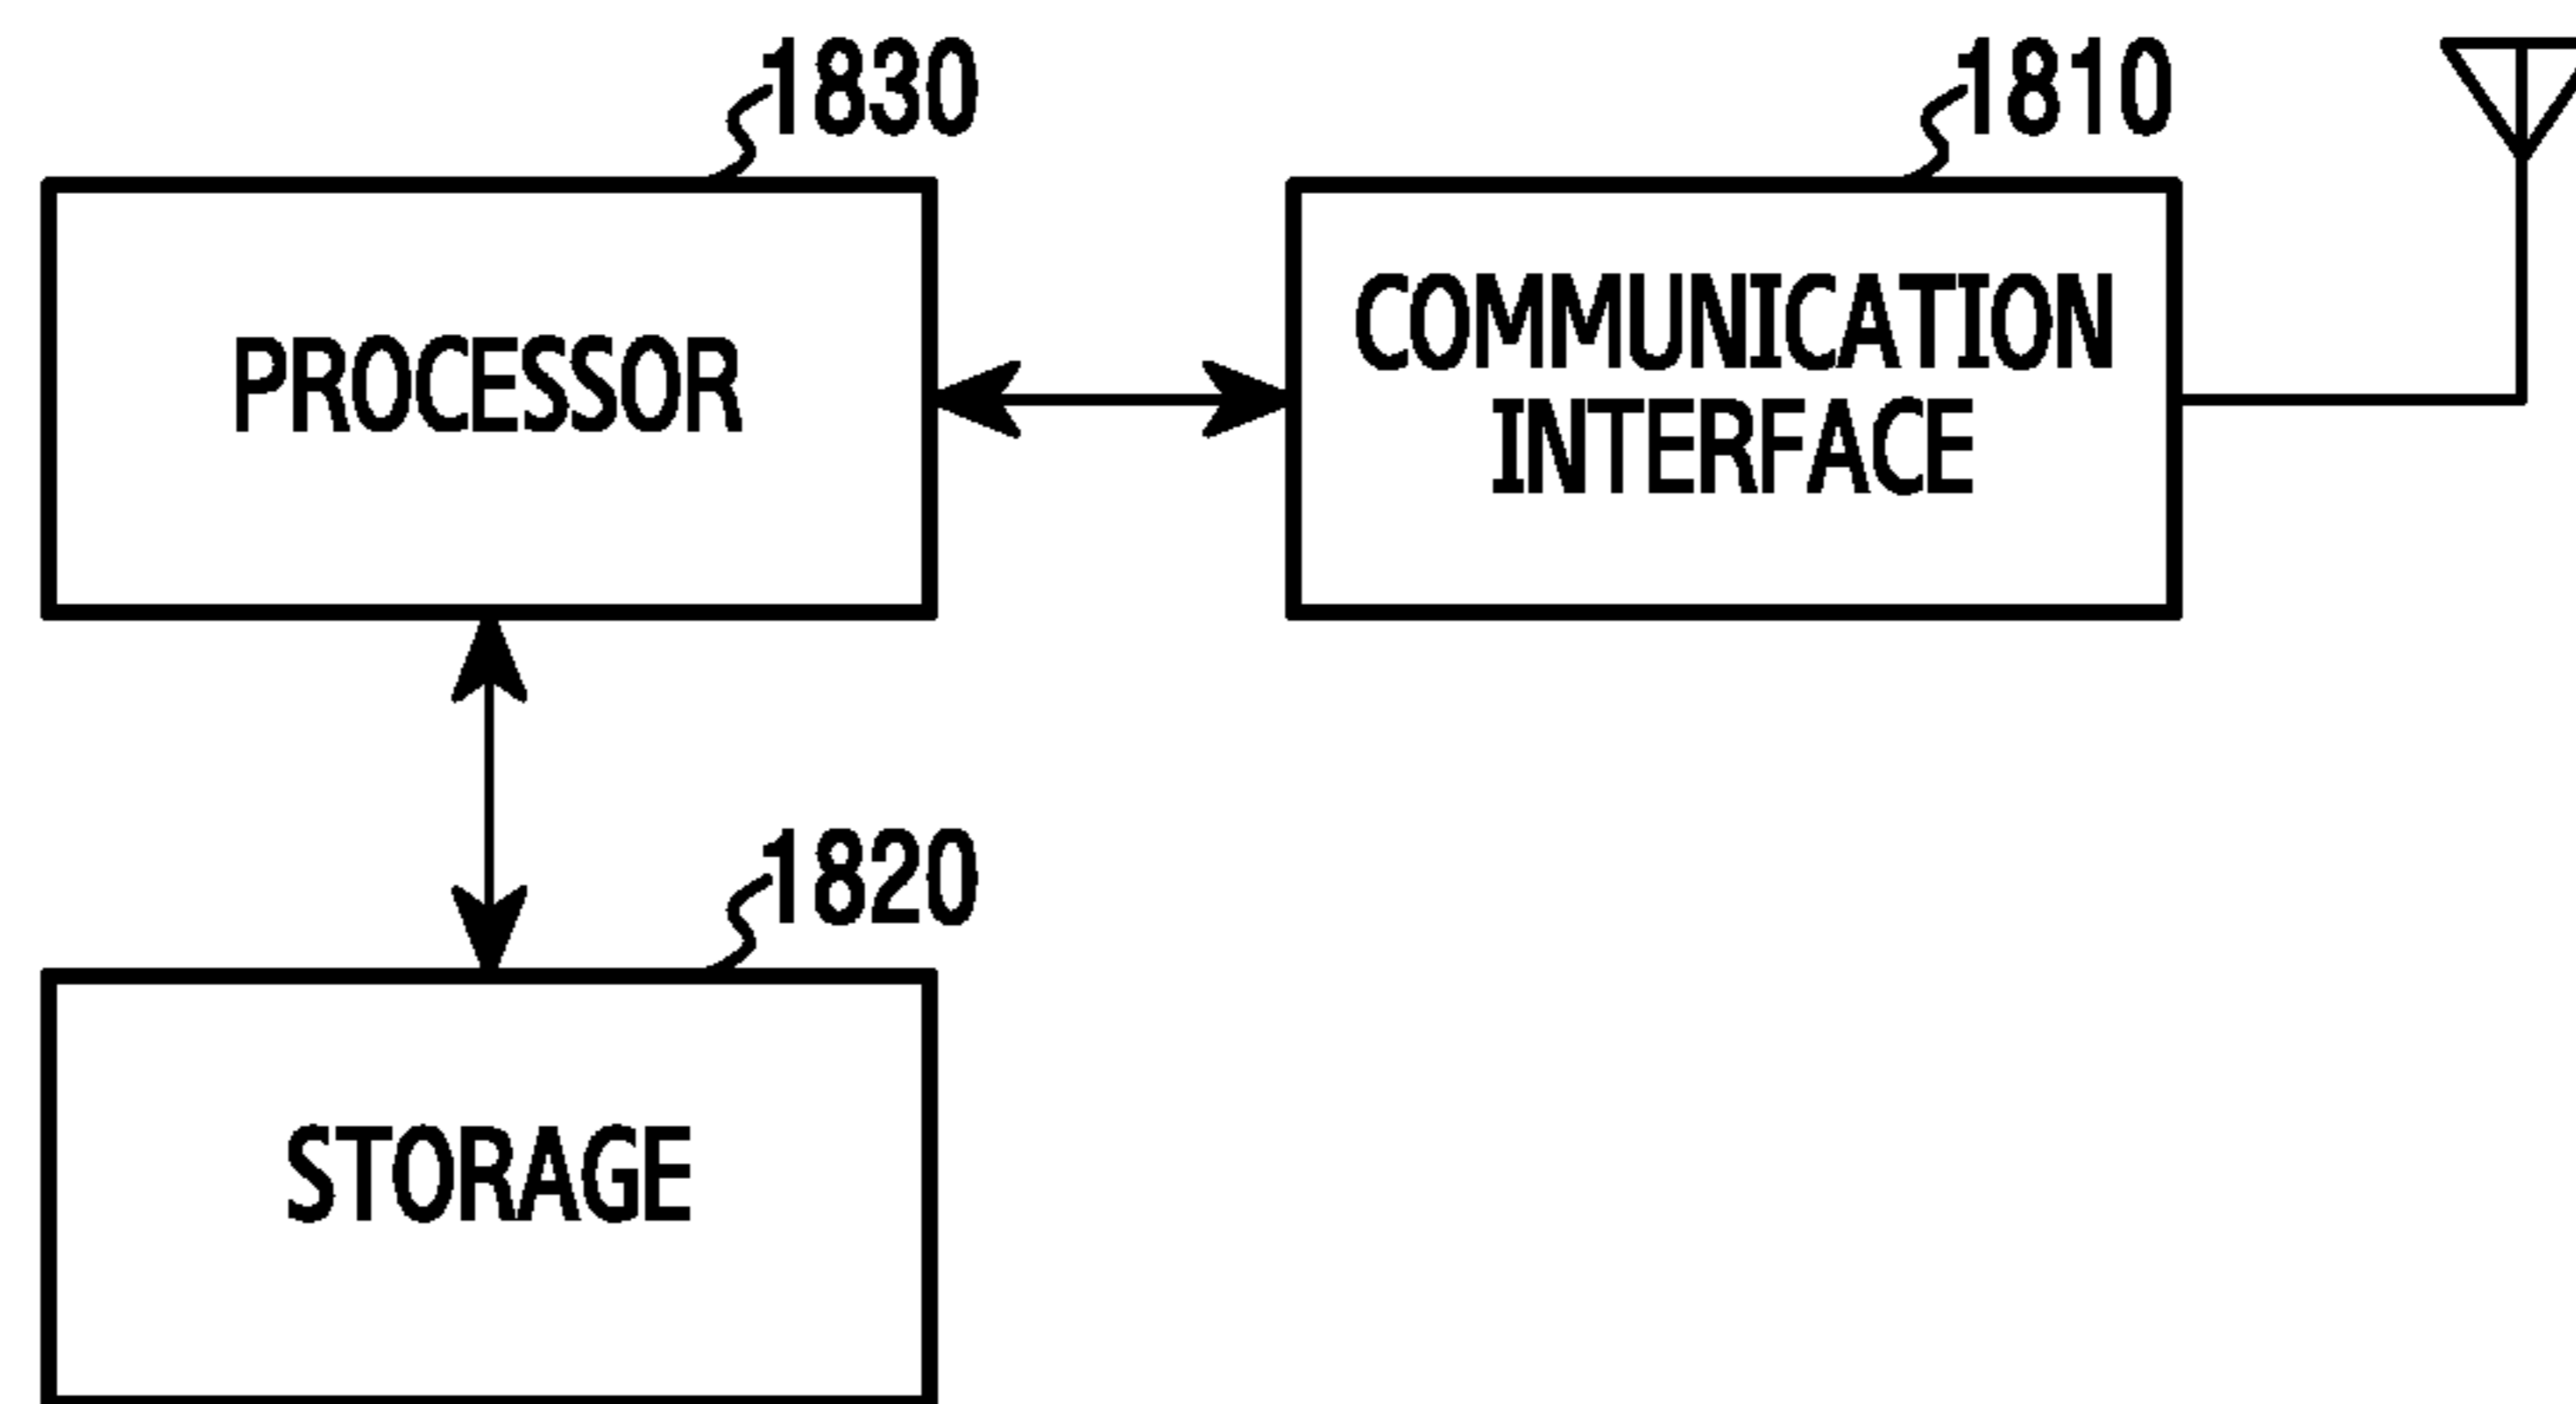 1830
1810
PROCESSOR
COMMUNICATION
INTERFACE
1820
STORAGE